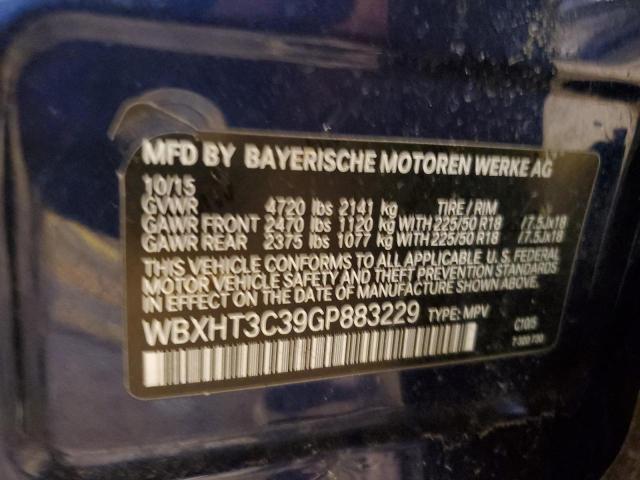 MFD BY BAYERISCHE MOTOREN WERKE AG
10/15
GVWR 4720 lbs 2141 kg TIRE / RIM
GAWR FRONT 2470 lbs 1120 kg WITH 225/50 R18 /7.5Jx18
GAWR REAR 2375 lbs 1077 kg WITH 225/50 R18 /7.5Jx18
THIS VEHICLE CONFORMS TO ALL APPLICABLE U. S. FEDERAL
MOTOR VEHICLE SAFETY AND THEFT PREVENTION STANDARDS
IN EFFECT ON THE DATE OF MANUFACTURE SHOWN ABOVE.
WBXHT3C39GP883229 TYPE: MPV